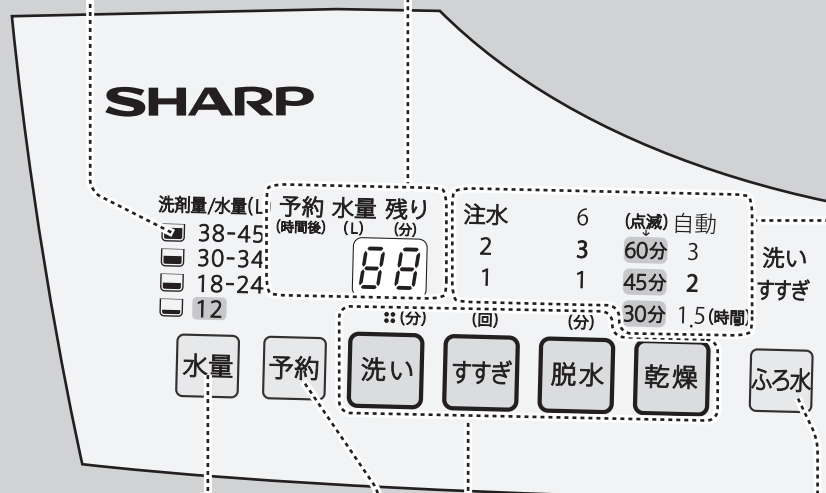 SHARP
洗剤量/水量(L
38-45
30-34
18-24
12
予約 水量 残り
(時間後) (L) (分)
88
注水 6 (点滅) 自動
2 3 60分 3
1 1 45分 2
30分 1.5(時間)
洗い
すすぎ
(分) (回) (分)
水量 予約 洗い すすぎ 脱水 乾燥 ふろ水